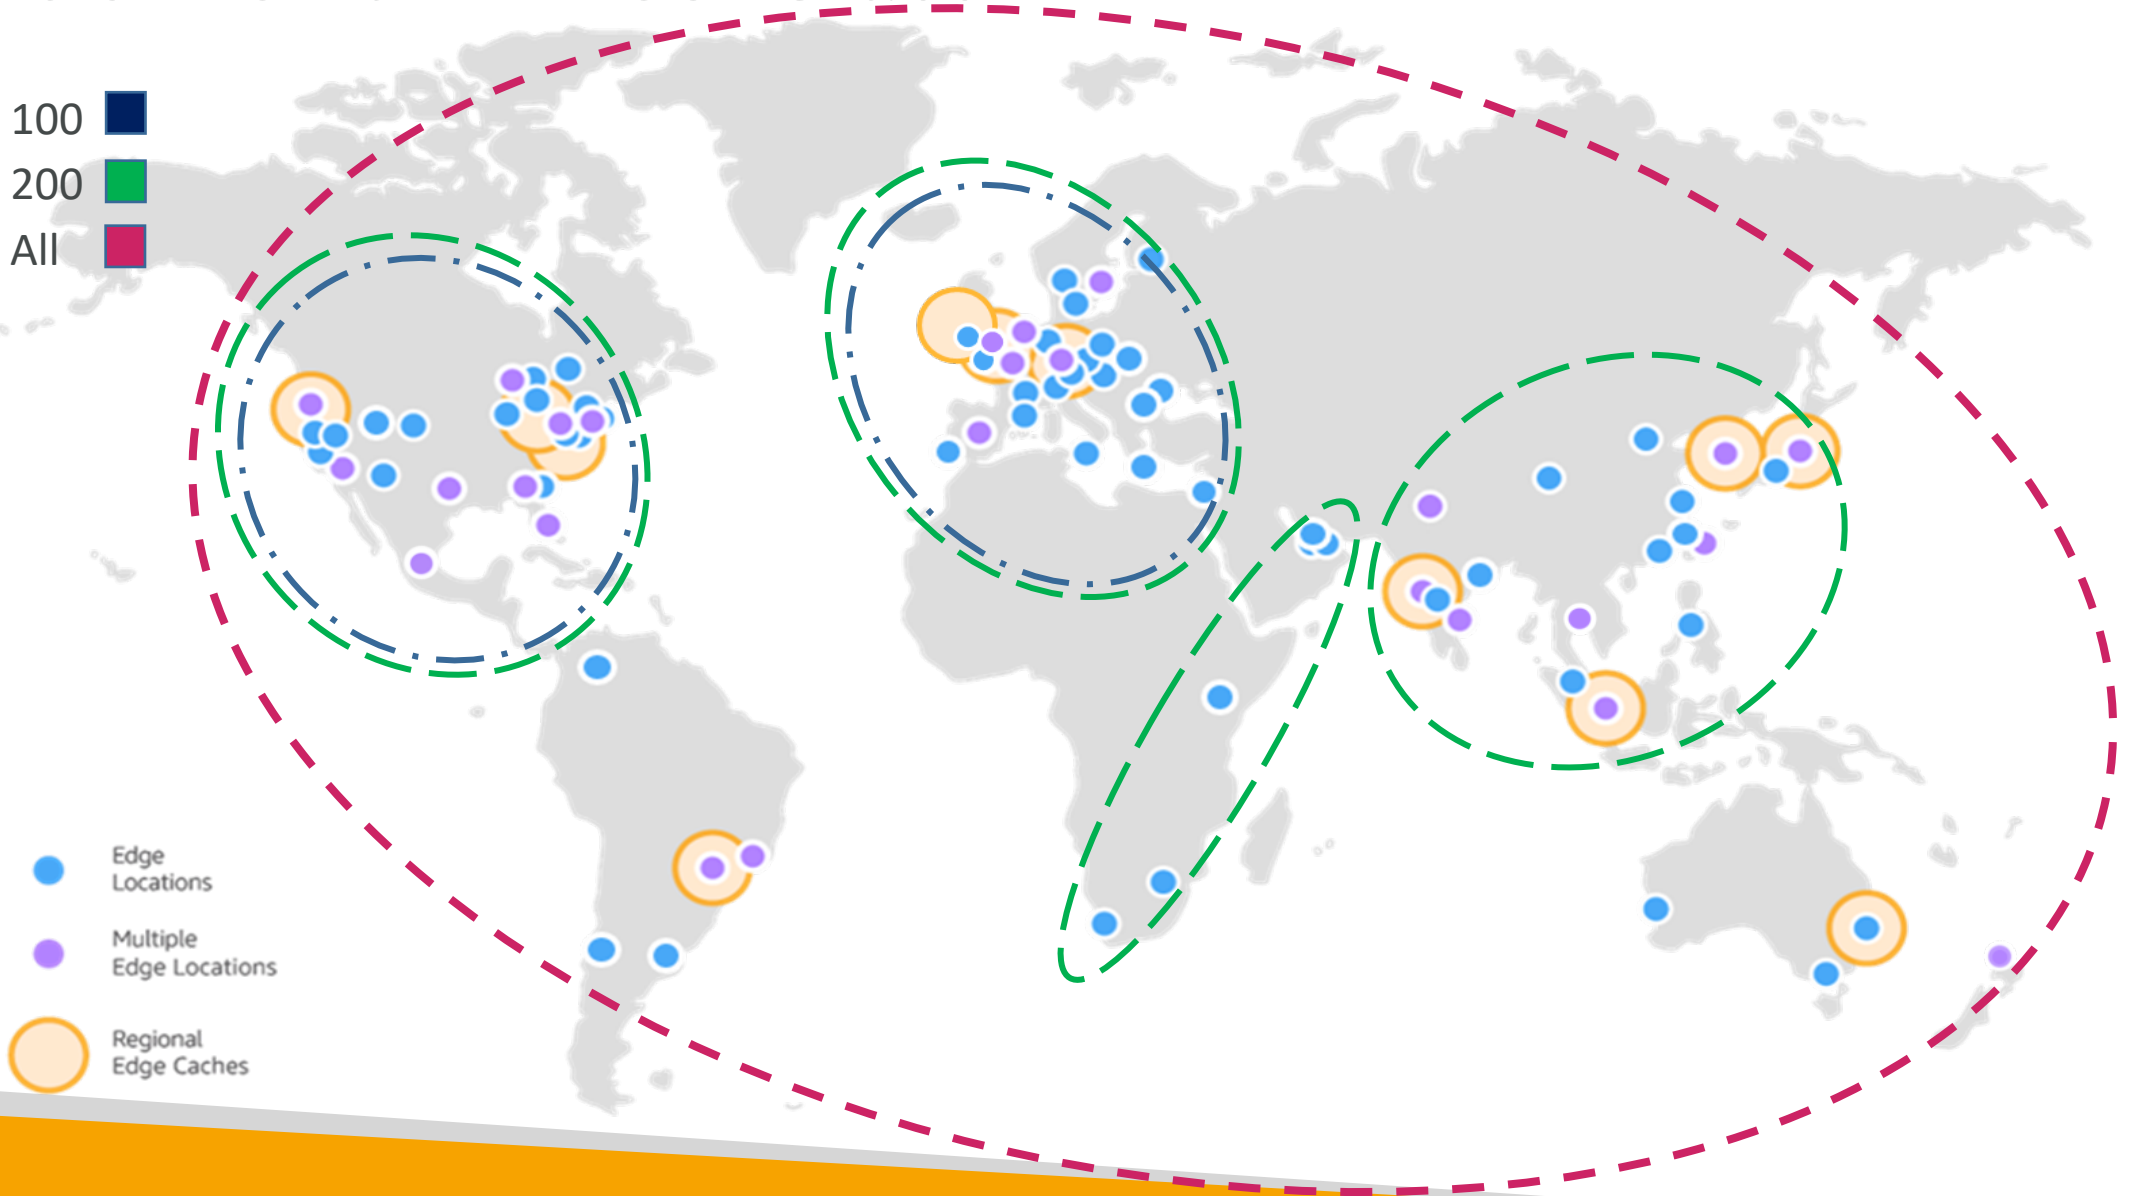 100
200
All
Edge
Locations
Multiple
Edge Locations
Regional
Edge Caches